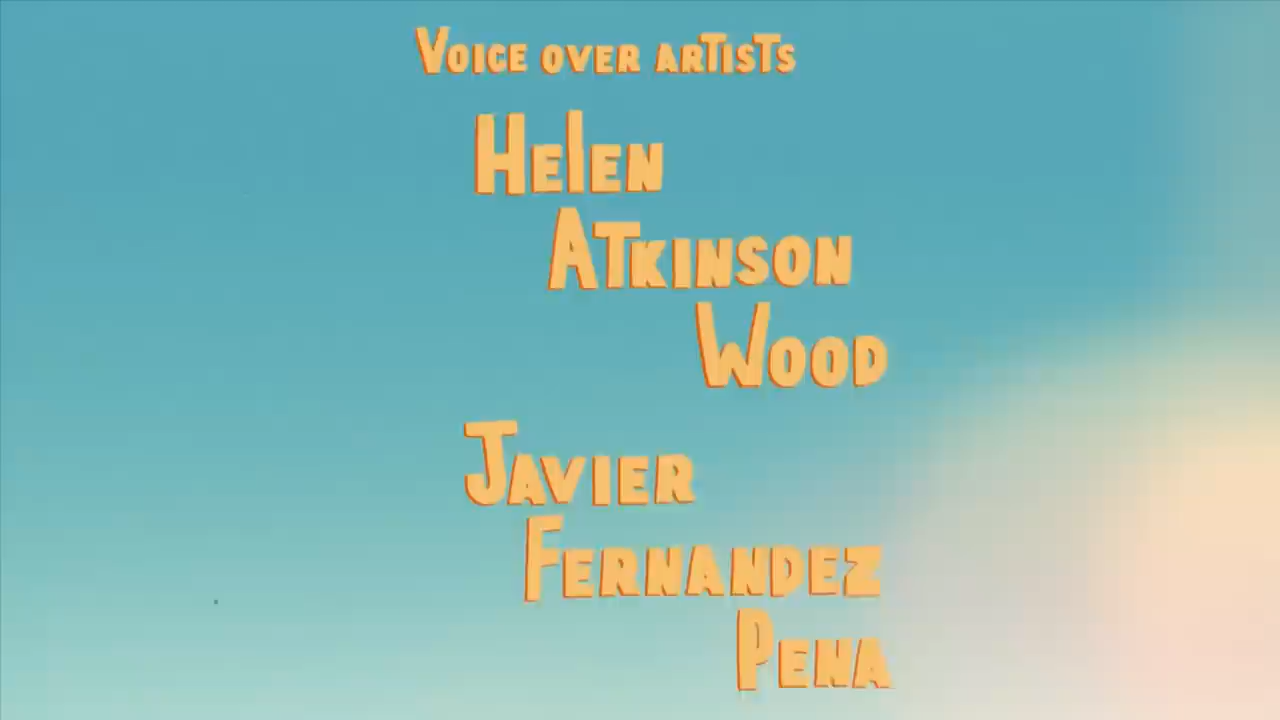 Voice over artists
Helen
Atkinson
Wood
Javier
Fernandez
Pena